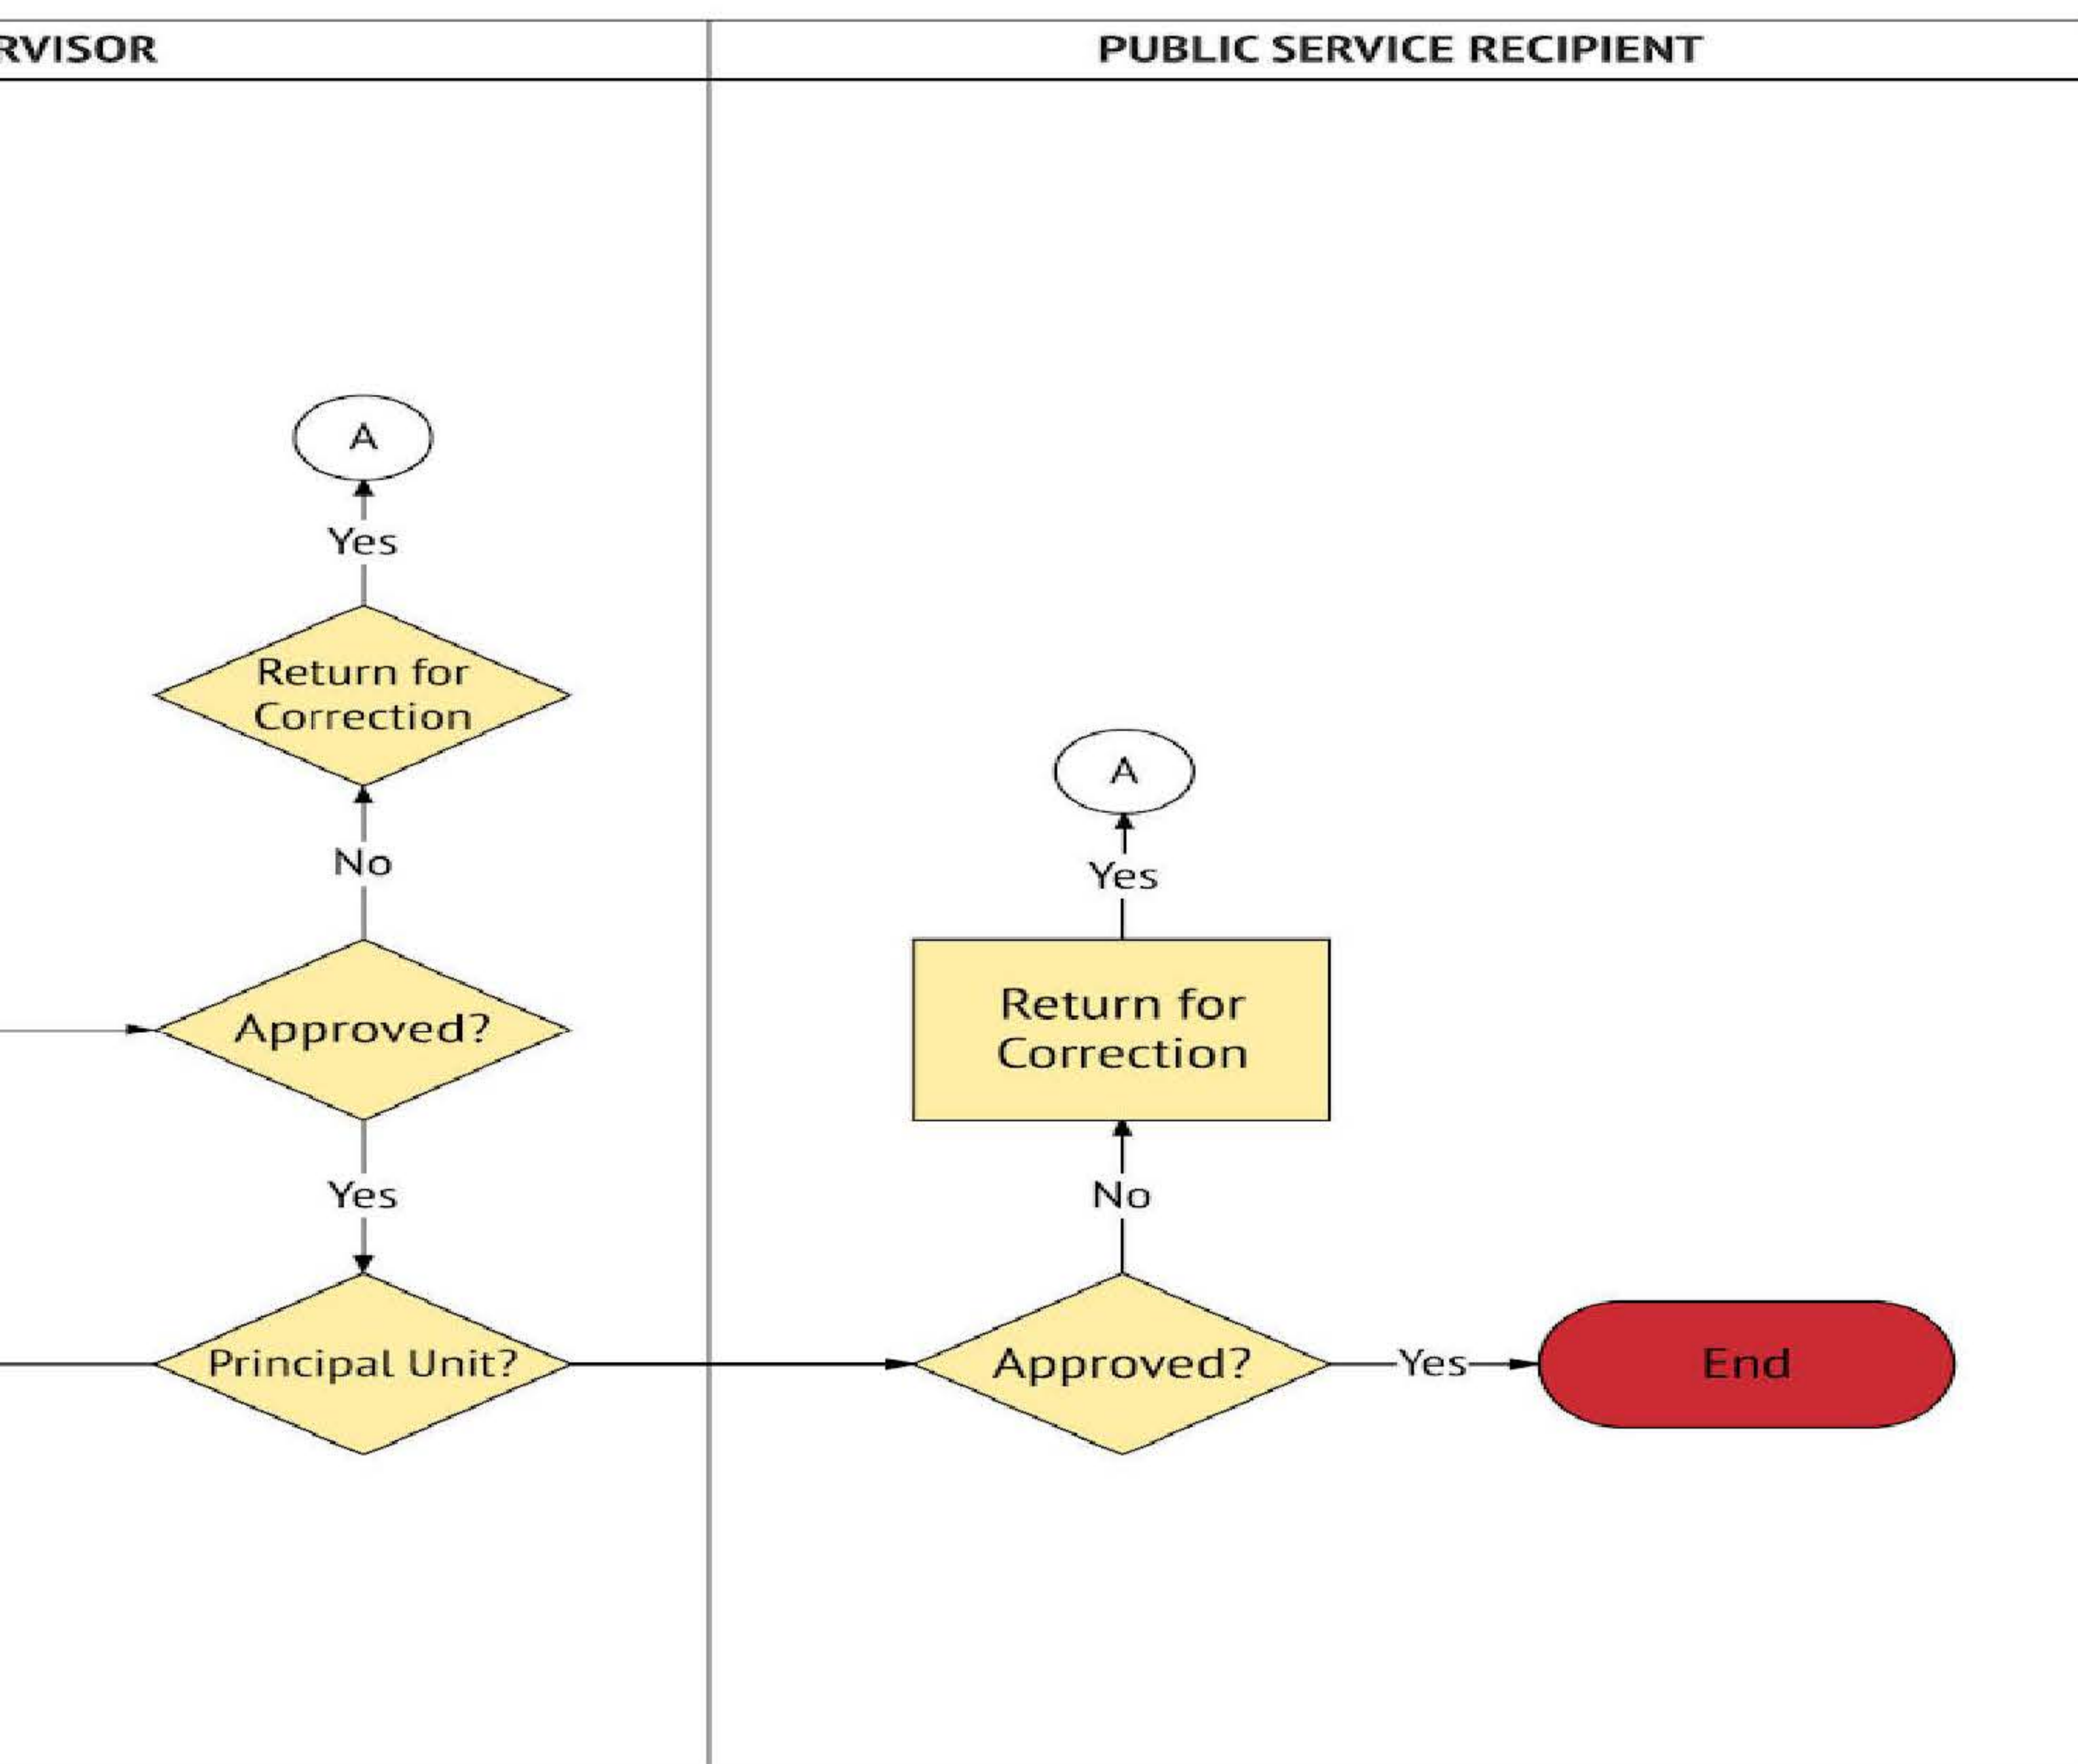 RVISOR
PUBLIC SERVICE RECIPIENT
A
Yes
Return for
Correction
No
Approved?
Yes
Principal Unit?
A
Yes
Return for
Correction
No
Approved?
Yes
End